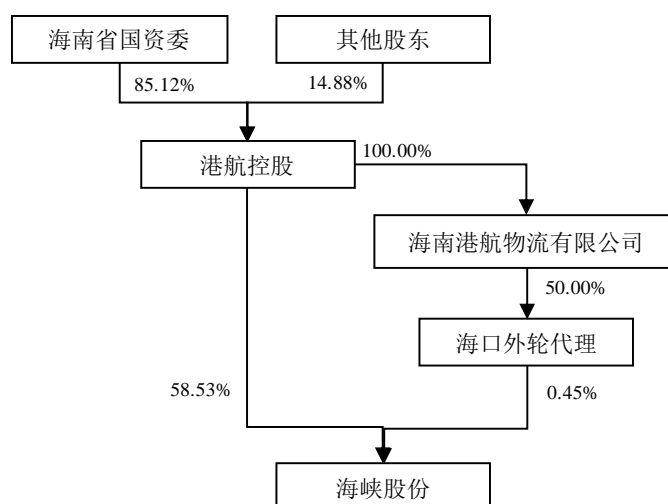 海南省国资委
其他股东
85.12%
14.88%
港航控股
100.00%
海南港航物流有限公司
50.00%
海口外轮代理
58.53%
0.45%
海峡股份